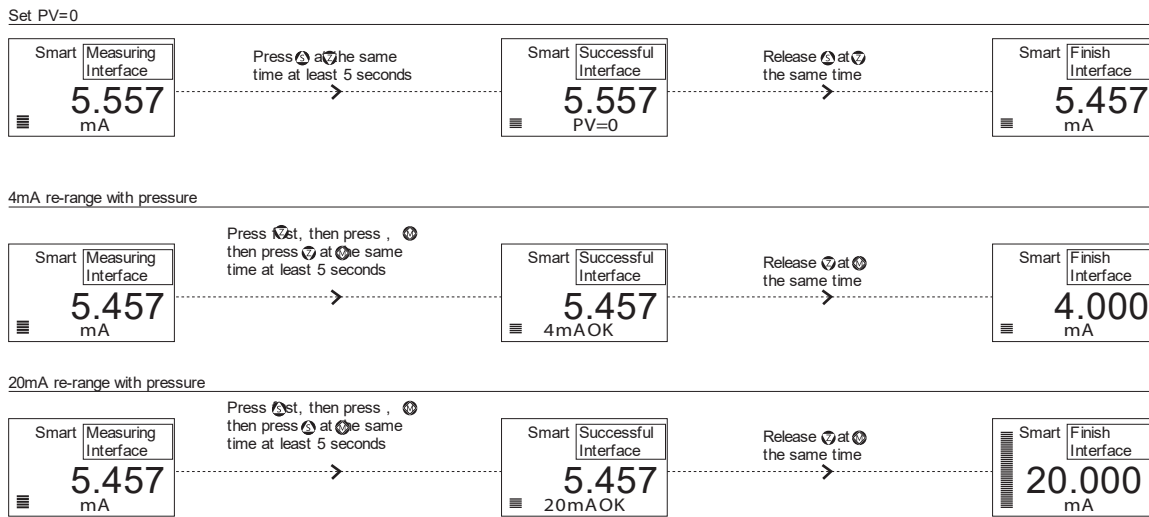 Set PV=0
Smart Measuring
Interface
5.557
mA
Press Ⓢ aⓏhe same
time at least 5 seconds
Smart Successful
Interface
5.557
PV=0
Release Ⓢ at Ⓩ
the same time
Smart Finish
Interface
5.457
mA
4mA re-range with pressure
Smart Measuring
Interface
5.457
mA
Press Ⓩst, then press , Ⓜ
then press Ⓩ at Ⓜe same
time at least 5 seconds
Smart Successful
Interface
5.457
4mAOK
Release Ⓩ at Ⓜ
the same time
Smart Finish
Interface
4.000
mA
20mA re-range with pressure
Smart Measuring
Interface
5.457
mA
Press Ⓢst, then press , Ⓜ
then press Ⓢ at Ⓜe same
time at least 5 seconds
Smart Successful
Interface
5.457
20mAOK
Release Ⓩ at Ⓜ
the same time
Smart Finish
Interface
20.000
mA